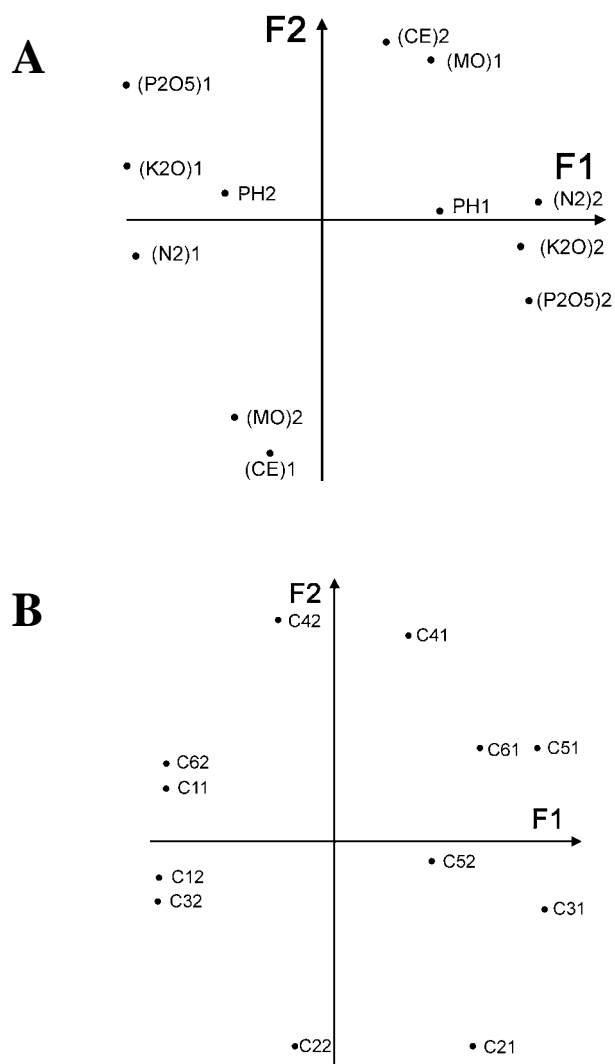 A
F2
(CE)2
(MO)1
(P2O5)1
(K2O)1
PH2
F1
PH1
(N2)2
(N2)1
(K2O)2
(P2O5)2
(MO)2
(CE)1
B
F2
C42
C41
C62
C61
C51
C11
F1
C52
C12
C32
C31
C22
C21